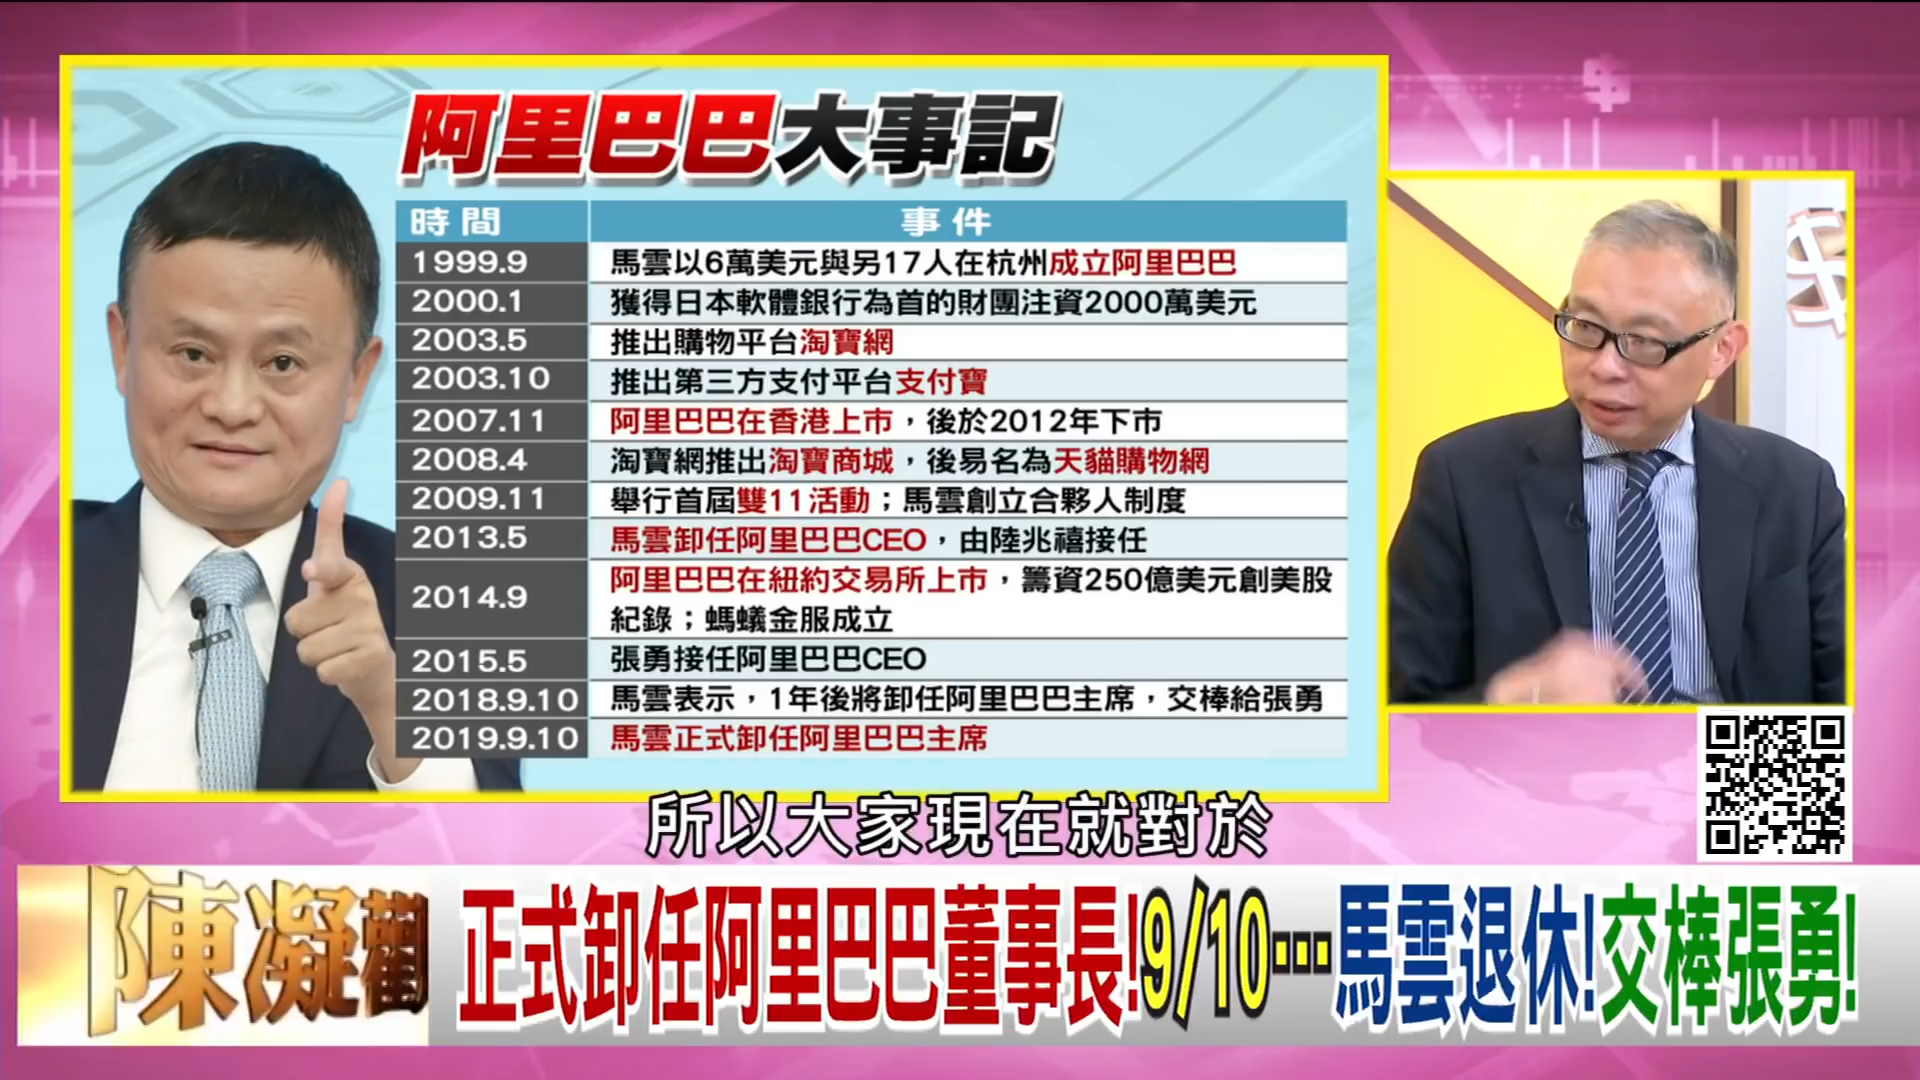 阿里巴巴大事記
時間 事件
1999.9 馬雲以6萬美元與另17人在杭州成立阿里巴巴
2000.1 獲得日本軟體銀行為首的財團注資2000萬美元
2003.5 推出購物平台淘寶網
2003.10 推出第三方支付平台支付寶
2007.11 阿里巴巴在香港上市，後於2012年下市
2008.4 淘寶網推出淘寶商城，後易名為天貓購物網
2009.11 舉行首屆雙11活動；馬雲創立合夥人制度
2013.5 馬雲卸任阿里巴巴CEO，由陸兆禧接任
2014.9 阿里巴巴在紐約交易所上市，籌資250億美元創美股
紀錄；螞蟻金服成立
2015.5 張勇接任阿里巴巴CEO
2018.9.10 馬雲表示，1年後將卸任阿里巴巴主席，交棒給張勇
2019.9.10 馬雲正式卸任阿里巴巴主席
所以大家現在就對於
陳凝觀
正式卸任阿里巴巴董事長!9/10…馬雲退休!交棒張勇!